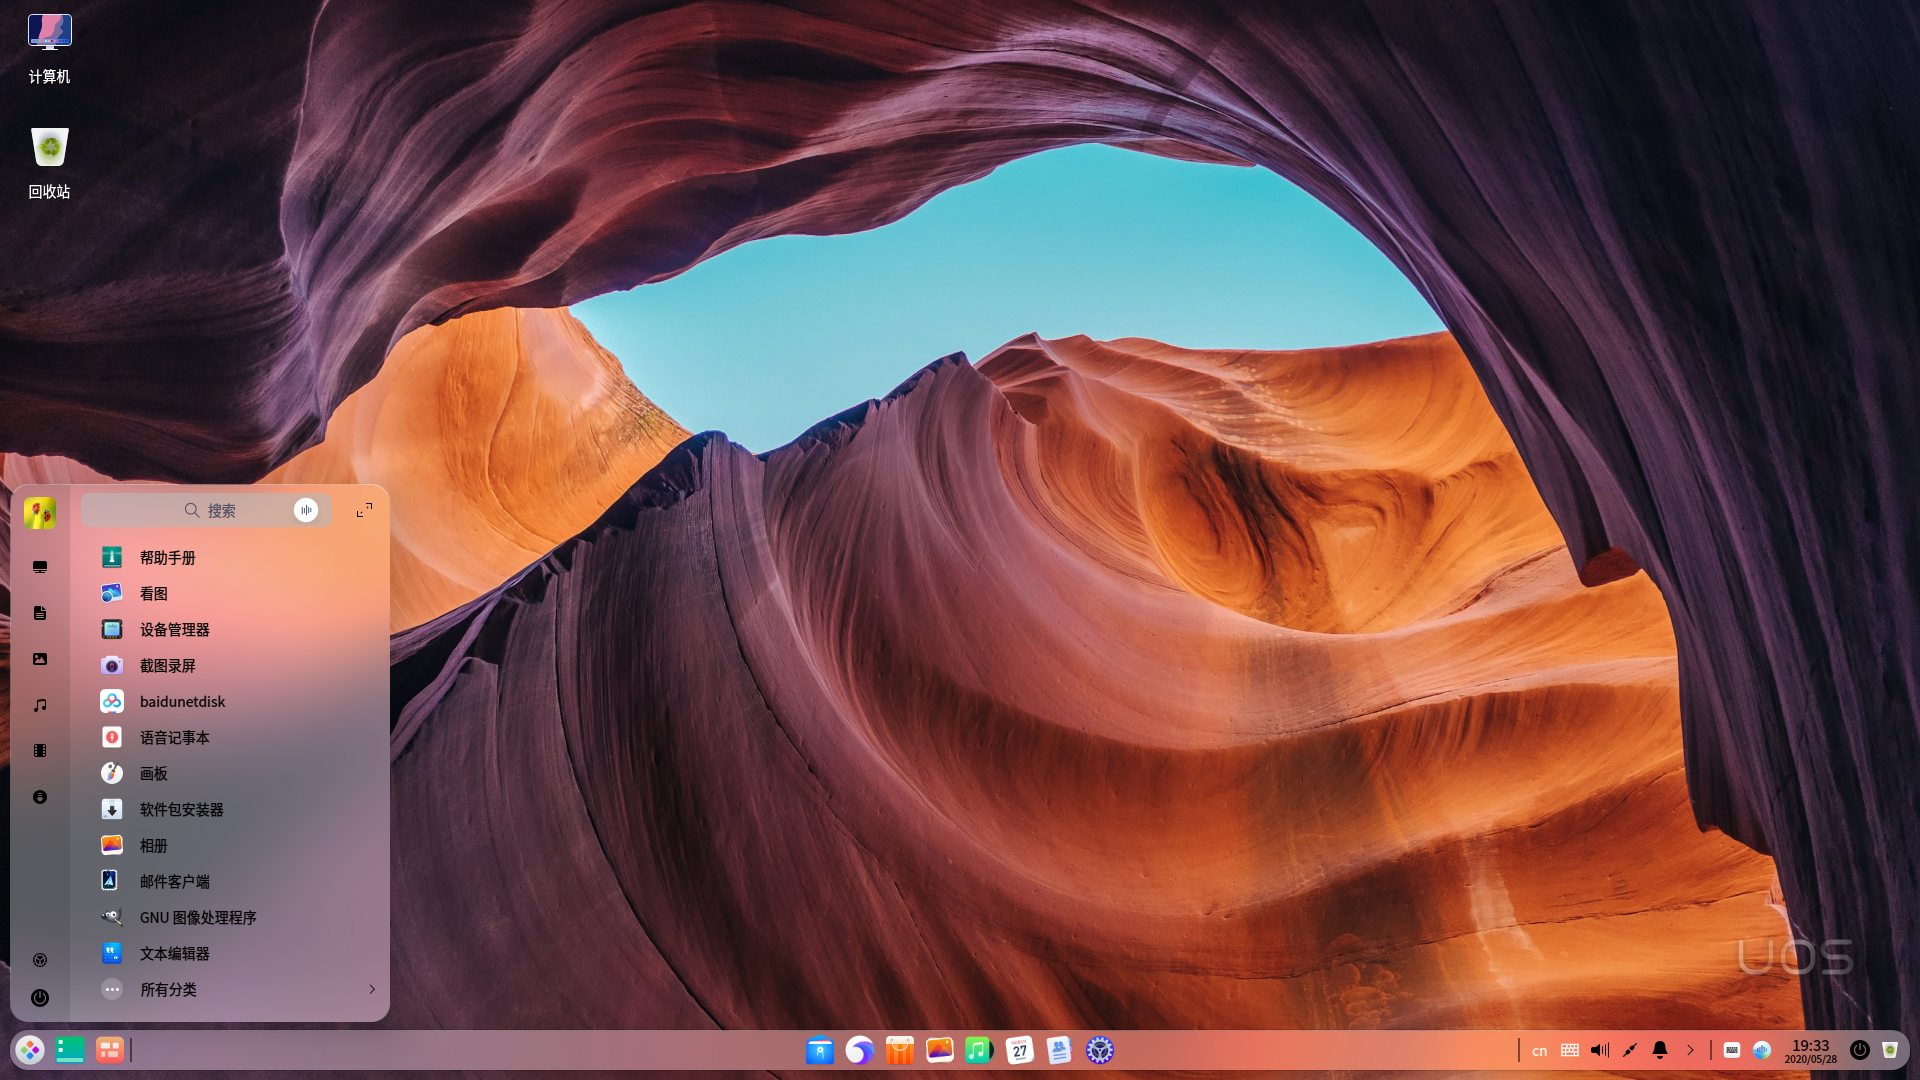 计算机
回收站
搜索
帮助手册
看图
设备管理器
截图录屏
baidunetdisk
语音记事本
画板
软件包安装器
相册
邮件客户端
GNU 图像处理程序
文本编辑器
所有分类
UOS
27
cn
19:33
2020/05/28